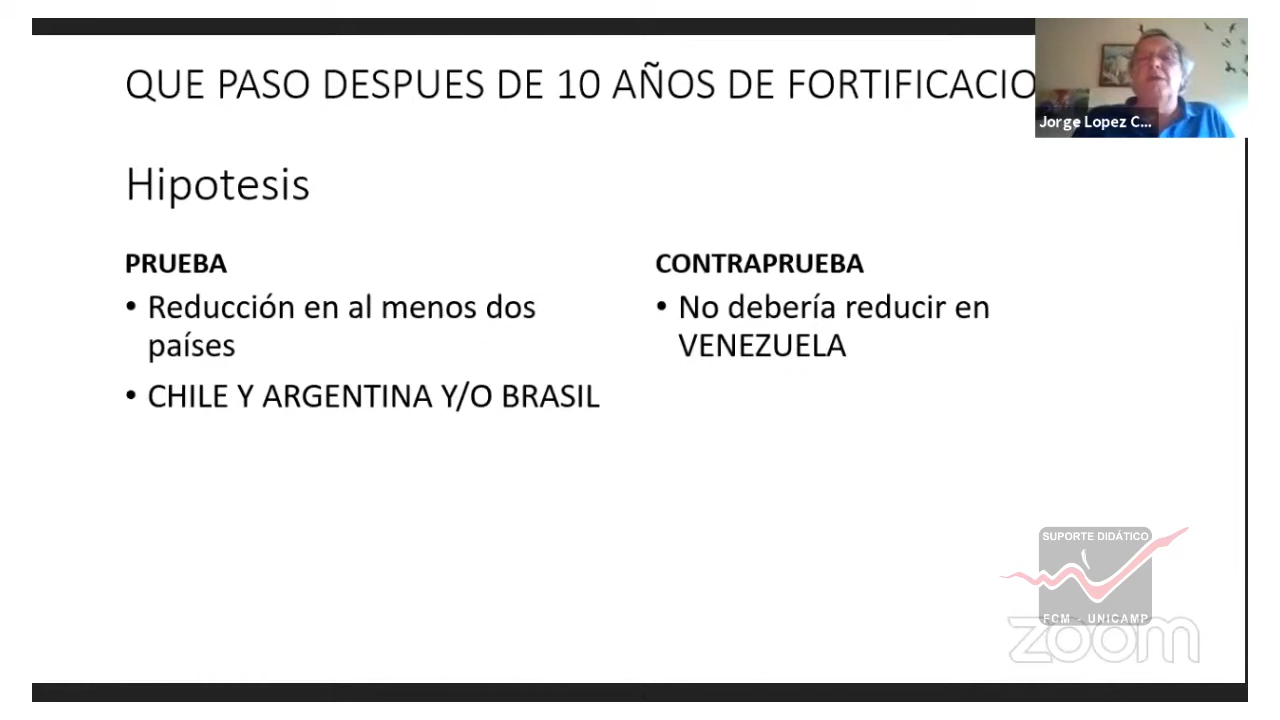 QUE PASO DESPUES DE 10 AÑOS DE FORTIFICACIO
Jorge Lopez C...
Hipotesis
PRUEBA
• Reducción en al menos dos
países
• CHILE Y ARGENTINA Y/O BRASIL
CONTRAPRUEBA
• No debería reducir en
VENEZUELA
SUPORTE DIDÁTICO
FCM - UNICAMP
zoom